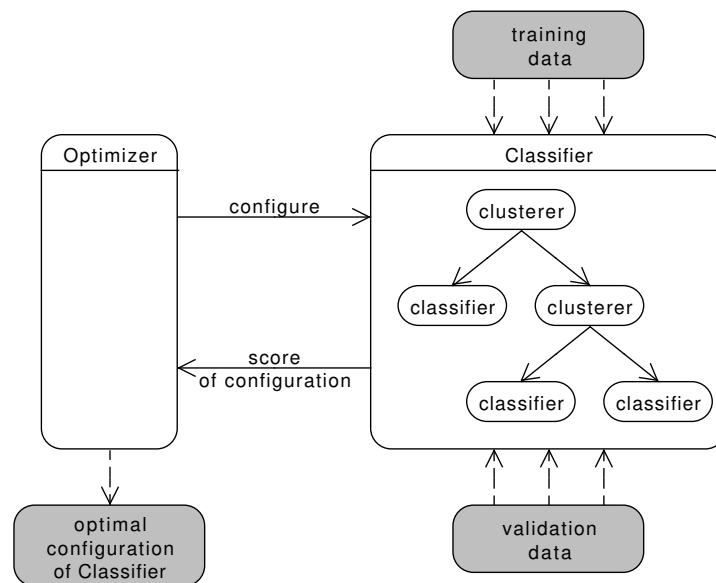 training
data
Optimizer
Classifier
configure
clusterer
classifier
clusterer
score
of configuration
classifier
classifier
optimal
configuration
of Classifier
validation
data